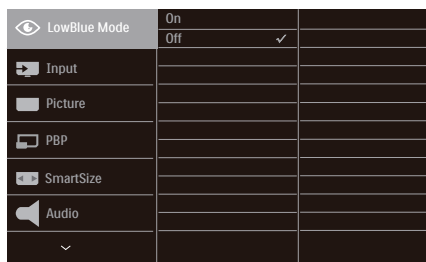 LowBlue Mode
On
Off
Input
Picture
PBP
SmartSize
Audio